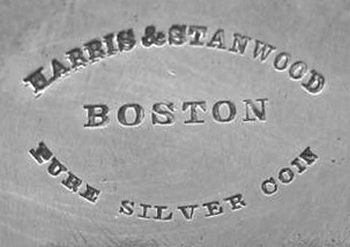 HARRIS & STANWOOD
BOSTON
PURE SILVER COIN